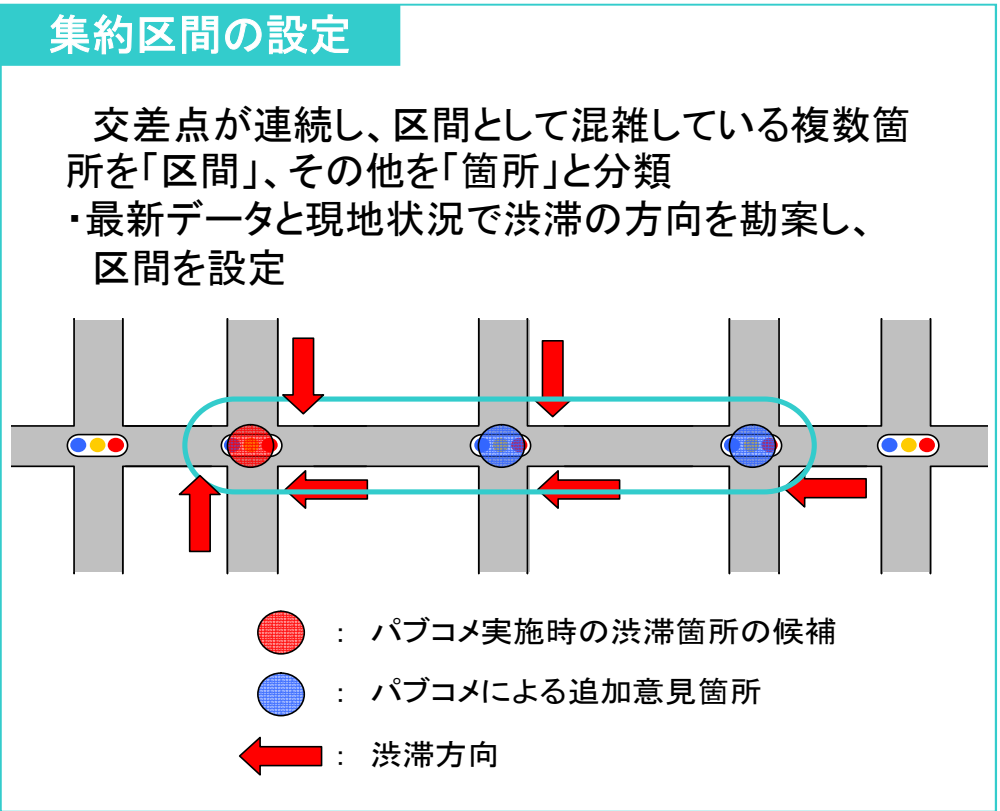 集約区間の設定
交差点が連続し、区間として混雑している複数箇
所を「区間」、その他を「箇所」と分類
・最新データと現地状況で渋滞の方向を勘案し、
区間を設定
： パブコメ実施時の渋滞箇所の候補
： パブコメによる追加意見箇所
： 渋滞方向